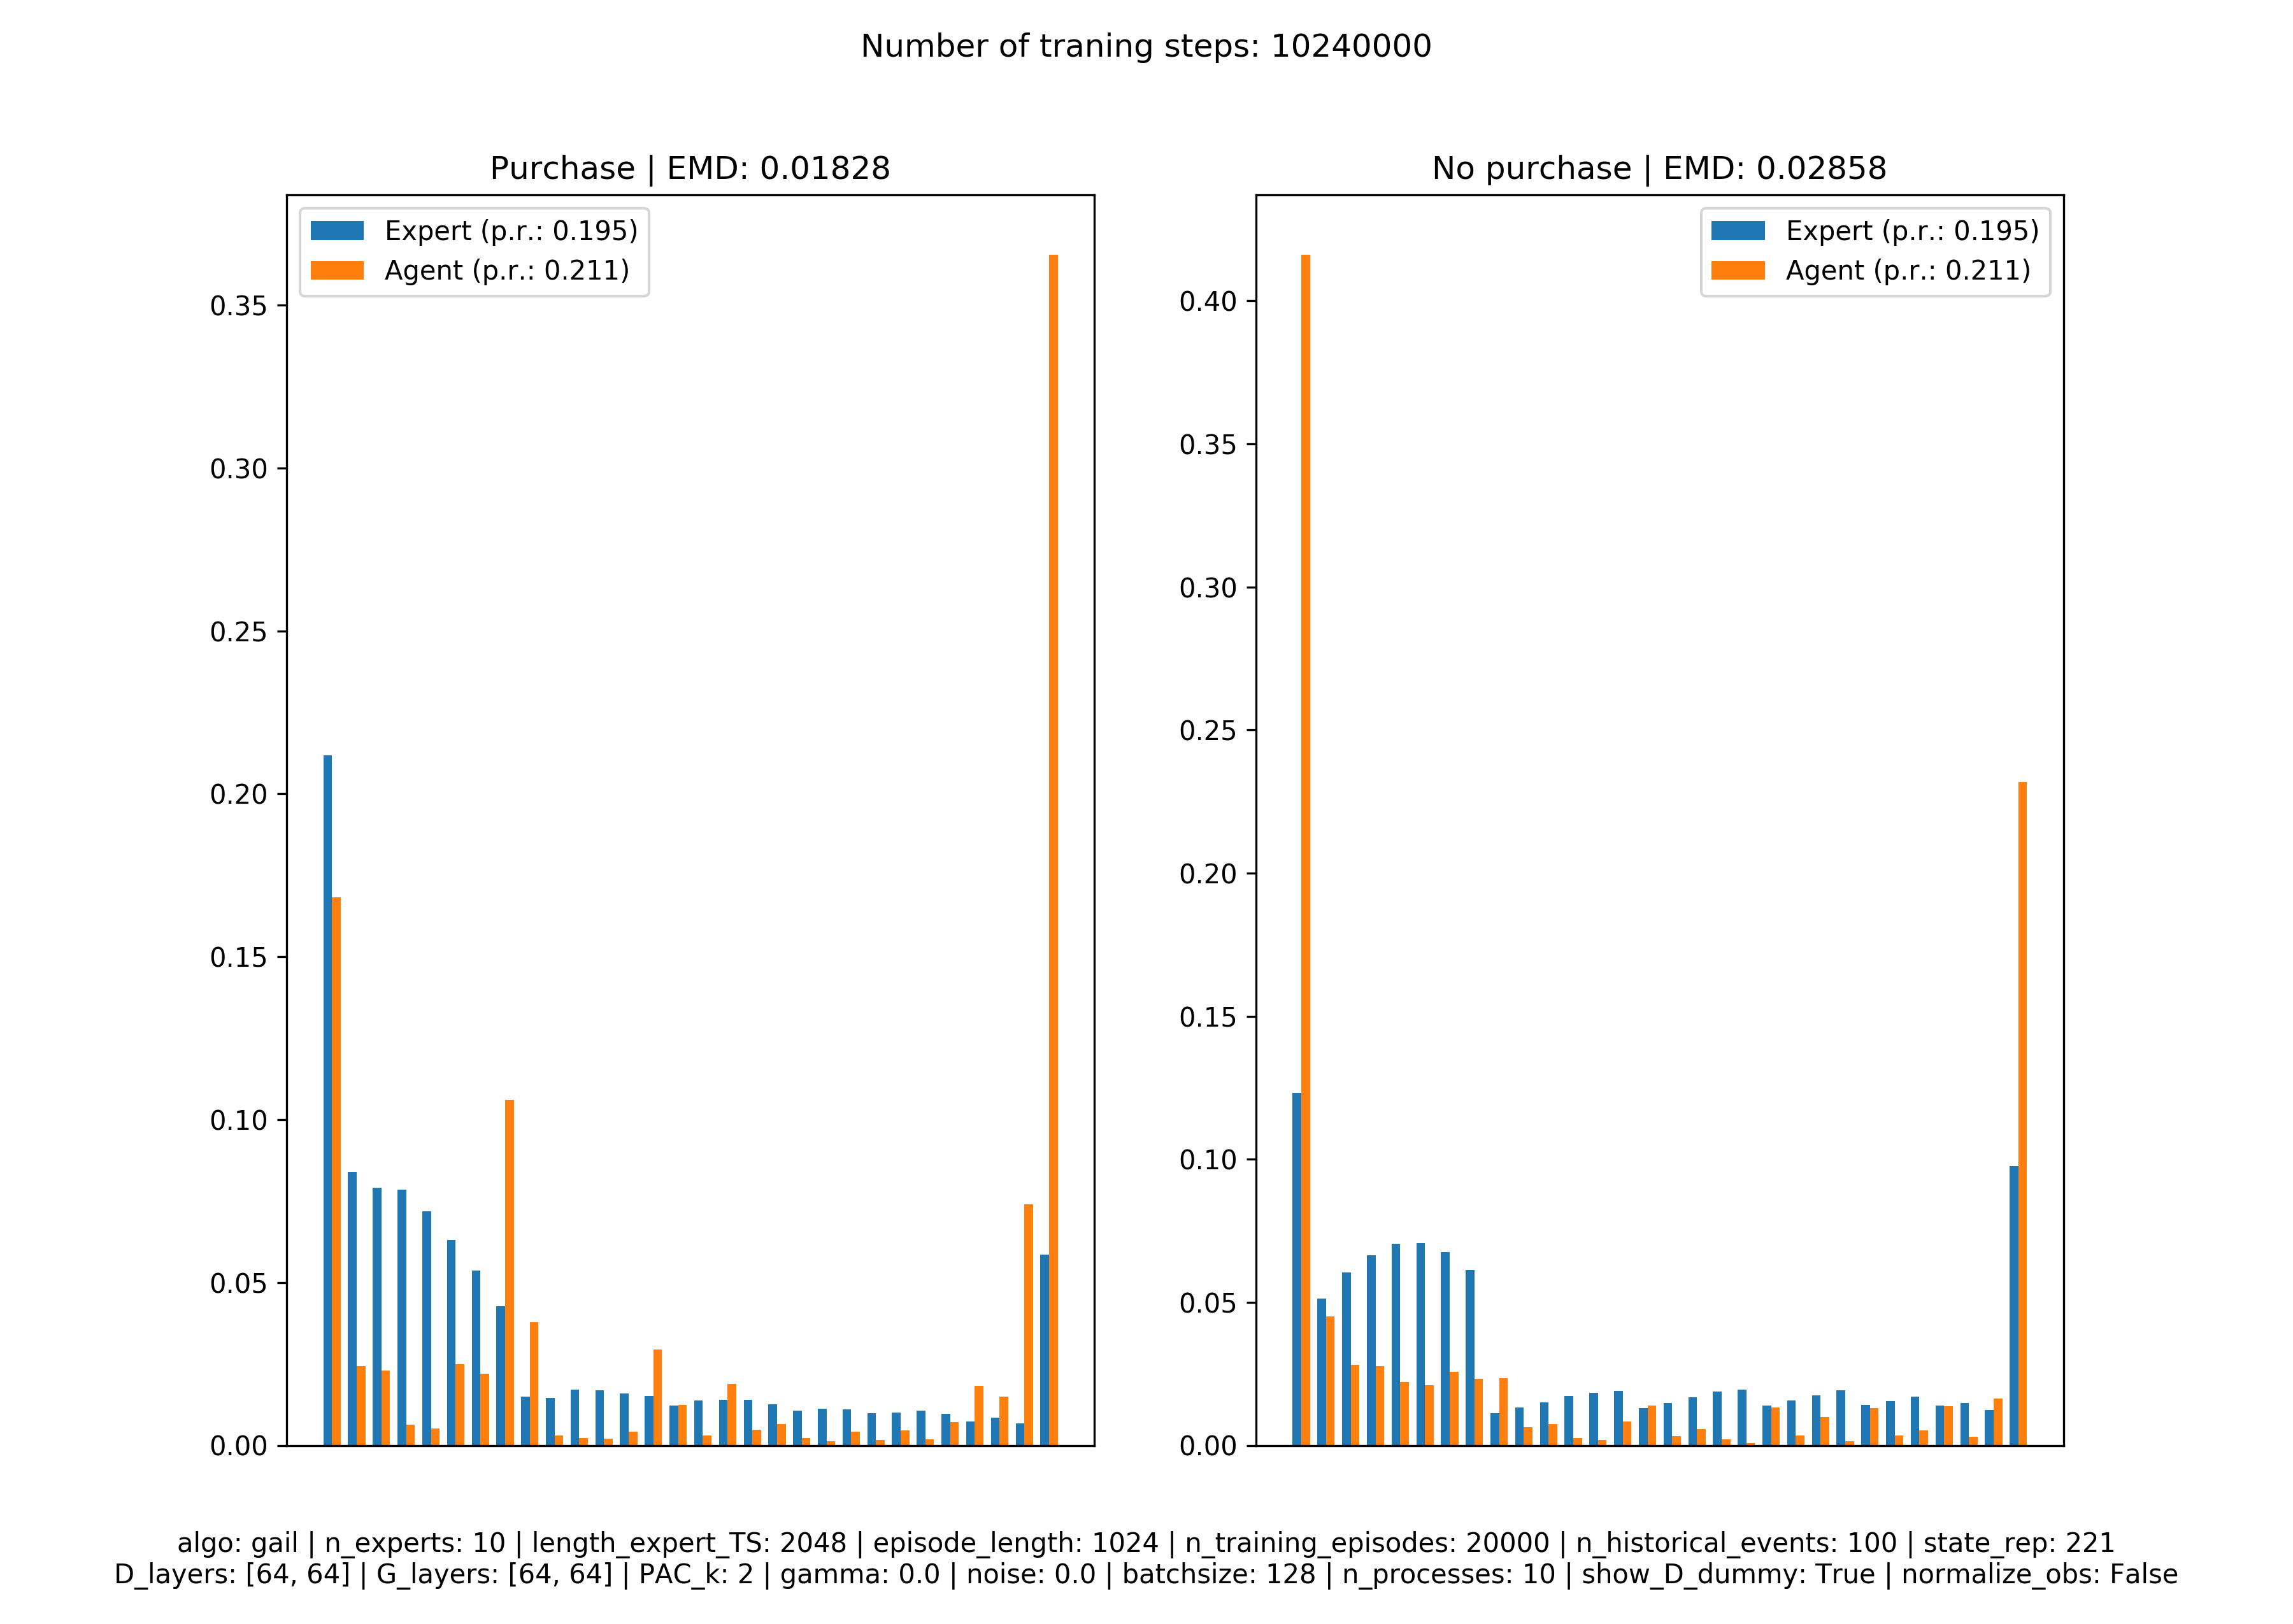 Number of traning steps: 10240000
Purchase | EMD: 0.01828
Expert (p.r.: 0.195)
Agent (p.r.: 0.211)
0.35
0.30
0.25
0.20
0.15
0.10
0.05
0.00
No purchase | EMD: 0.02858
Expert (p.r.: 0.195)
Agent (p.r.: 0.211)
0.40
0.35
0.30
0.25
0.20
0.15
0.10
0.05
0.00
algo: gail | n_experts: 10 | length_expert_TS: 2048 | episode_length: 1024 | n_training_episodes: 20000 | n_historical_events: 100 | state_rep: 221
D_layers: [64, 64] | G_layers: [64, 64] | PAC_k: 2 | gamma: 0.0 | noise: 0.0 | batchsize: 128 | n_processes: 10 | show_D_dummy: True | normalize_obs: False